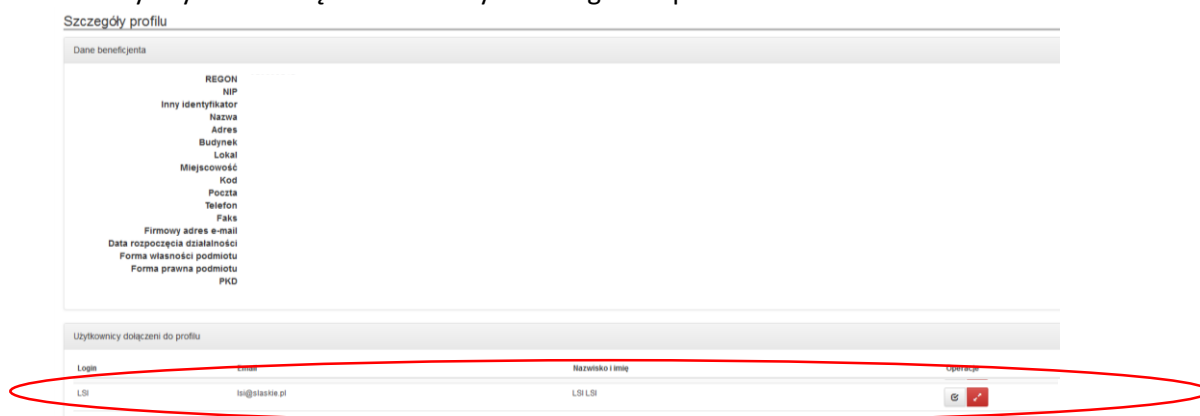 Szczegóły profilu
Dane beneficjenta
REGON
NIP
Inny identyfikator
Nazwa
Adres
Budynek
Lokal
Miejscowość
Kod
Poczta
Telefon
Faks
Firmowy adres e-mail
Data rozpoczęcia działalności
Forma własności podmiotu
Forma prawna podmiotu
PKD
Użytkownicy dołączeni do profilu
Login Email Nazwisko i imię Operacje
LSI lsi@slaskie.pl LSI LSI